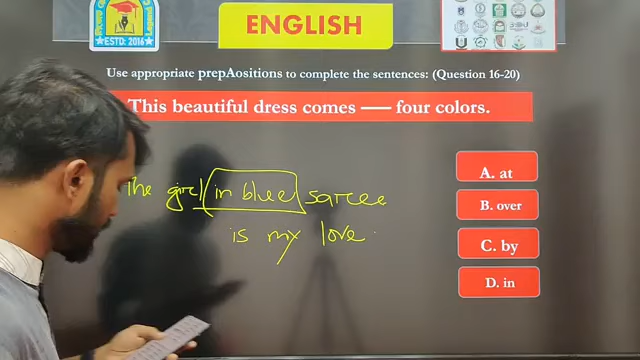 ESTD: 2016
ENGLISH
Use appropriate prepAositions to complete the sentences: (Question 16-20)
This beautiful dress comes — four colors.
The girl in blue saree
is my love.
A. at
B. over
C. by
D. in